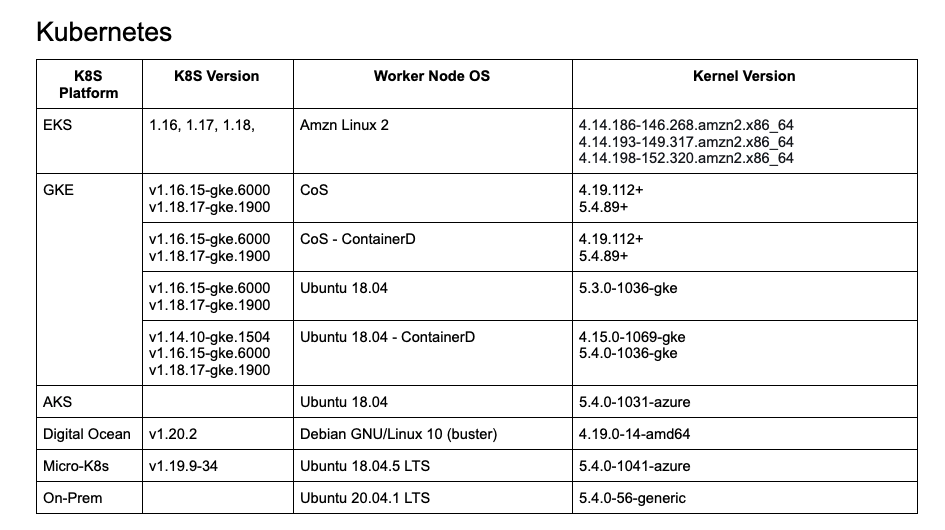 Kubernetes
K8S Platform K8S Version Worker Node OS Kernel Version
EKS 1.16, 1.17, 1.18, Amzn Linux 2 4.14.186-146.268.amzn2.x86_64
4.14.193-149.317.amzn2.x86_64
4.14.198-152.320.amzn2.x86_64
GKE v1.16.15-gke.6000 CoS 4.19.112+
v1.18.17-gke.1900 5.4.89+
v1.16.15-gke.6000 CoS - ContainerD 4.19.112+
v1.18.17-gke.1900 5.4.89+
v1.16.15-gke.6000 Ubuntu 18.04 5.3.0-1036-gke
v1.18.17-gke.1900
v1.14.10-gke.1504 Ubuntu 18.04 - ContainerD 4.15.0-1069-gke
v1.16.15-gke.6000 5.4.0-1036-gke
v1.18.17-gke.1900
AKS Ubuntu 18.04 5.4.0-1031-azure
Digital Ocean v1.20.2 Debian GNU/Linux 10 (buster) 4.19.0-14-amd64
Micro-K8s v1.19.9-34 Ubuntu 18.04.5 LTS 5.4.0-1041-azure
On-Prem Ubuntu 20.04.1 LTS 5.4.0-56-generic